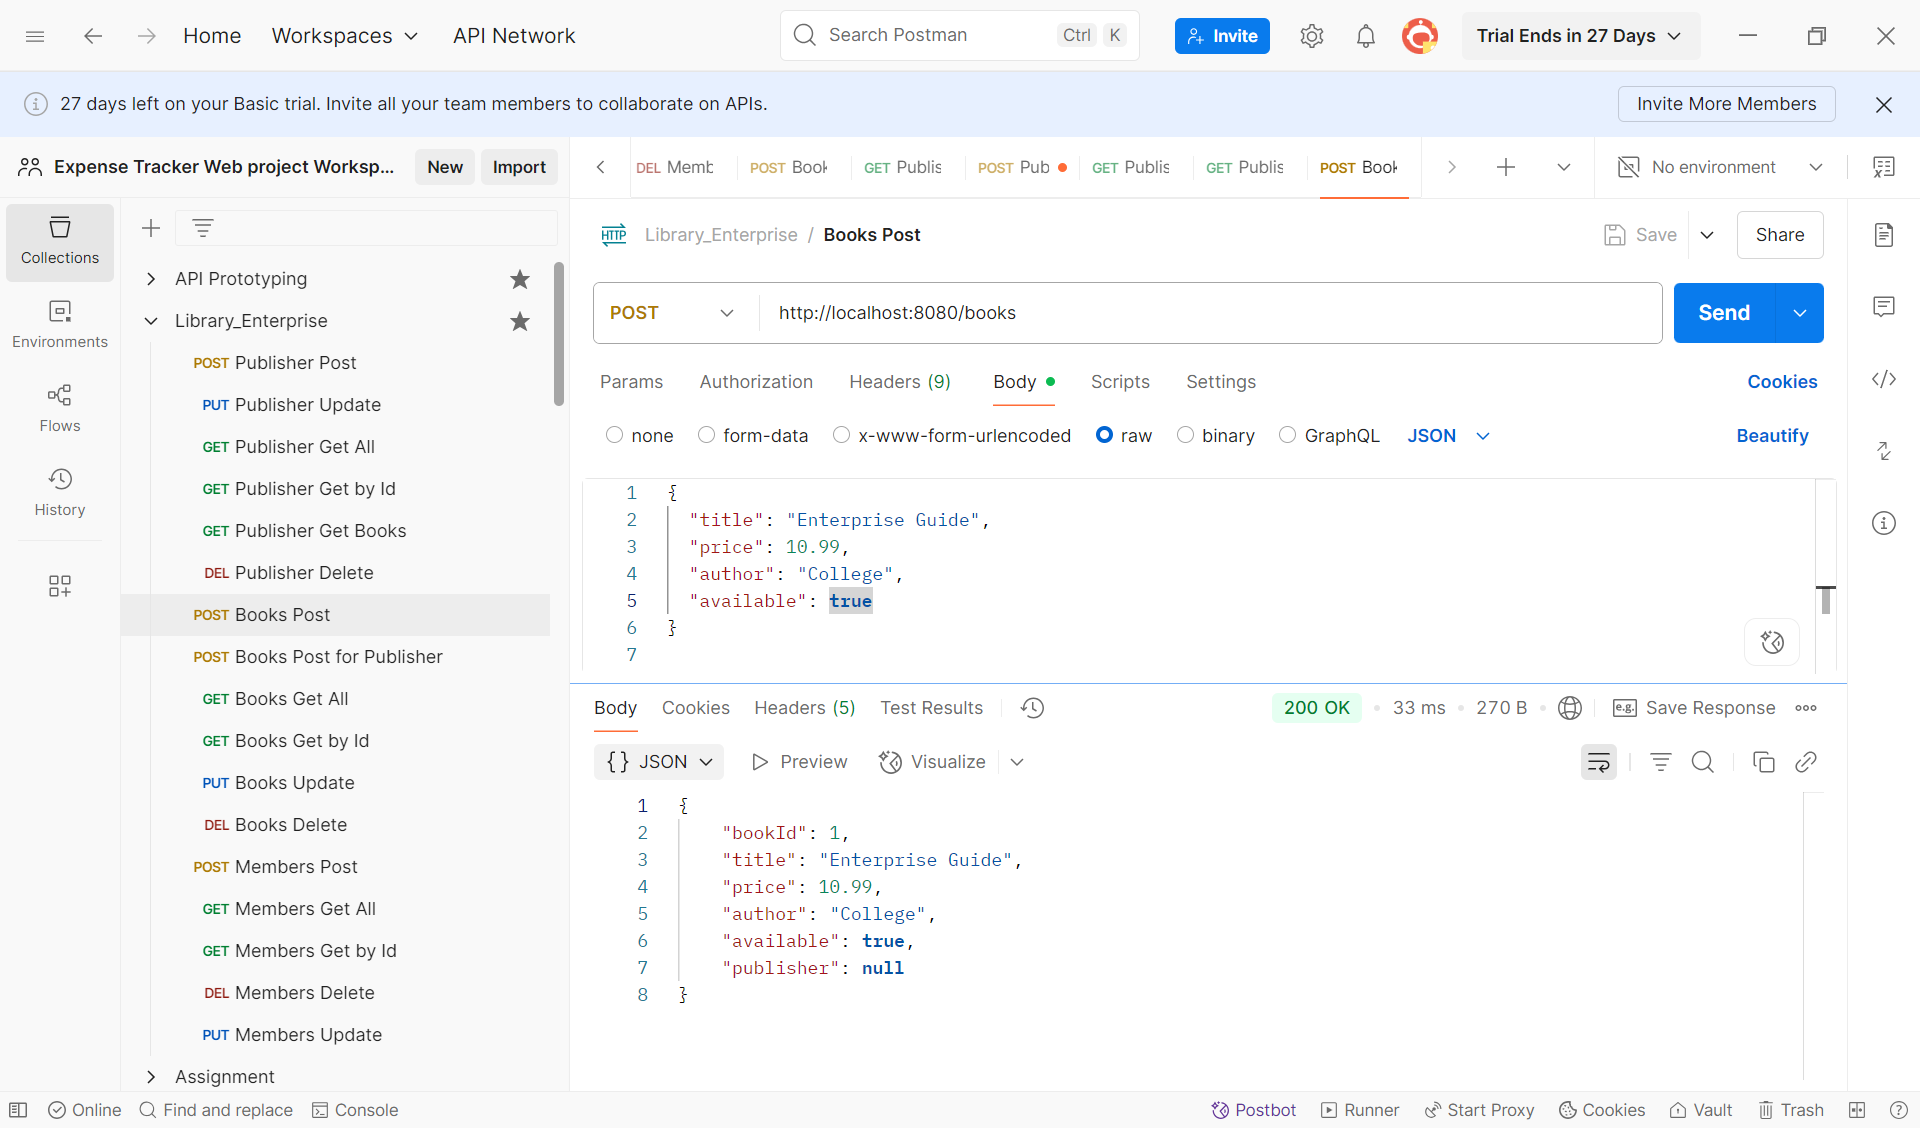 Home
Workspaces
API Network
Search Postman
Ctrl
K
Invite
Trial Ends in 27 Days
27 days left on your Basic trial. Invite all your team members to collaborate on APIs.
Invite More Members
Expense Tracker Web project Worksp...
New
Import
DEL Memb
POST Book
GET Publis
POST Pub
GET Publis
GET Publis
POST Book
No environment
Collections
Environments
Flows
History
API Prototyping
Library_Enterprise
POST Publisher Post
PUT Publisher Update
GET Publisher Get All
GET Publisher Get by Id
GET Publisher Get Books
DEL Publisher Delete
POST Books Post
POST Books Post for Publisher
GET Books Get All
GET Books Get by Id
PUT Books Update
DEL Books Delete
POST Members Post
GET Members Get All
GET Members Get by Id
DEL Members Delete
PUT Members Update
Assignment
HTTP
Library_Enterprise / Books Post
Save
Share
POST
http://localhost:8080/books
Send
Params
Authorization
Headers (9)
Body
Scripts
Settings
Cookies
none
form-data
x-www-form-urlencoded
raw
binary
GraphQL
JSON
Beautify
1 {
2 "title": "Enterprise Guide",
3 "price": 10.99,
4 "author": "College",
5 "available": true
6 }
7
Body
Cookies
Headers (5)
Test Results
200 OK
33 ms
270 B
e.g.
Save Response
{} JSON
Preview
Visualize
1 {
2 "bookId": 1,
3 "title": "Enterprise Guide",
4 "price": 10.99,
5 "author": "College",
6 "available": true,
7 "publisher": null
8 }
Online
Find and replace
Console
Postbot
Runner
Start Proxy
Cookies
Vault
Trash